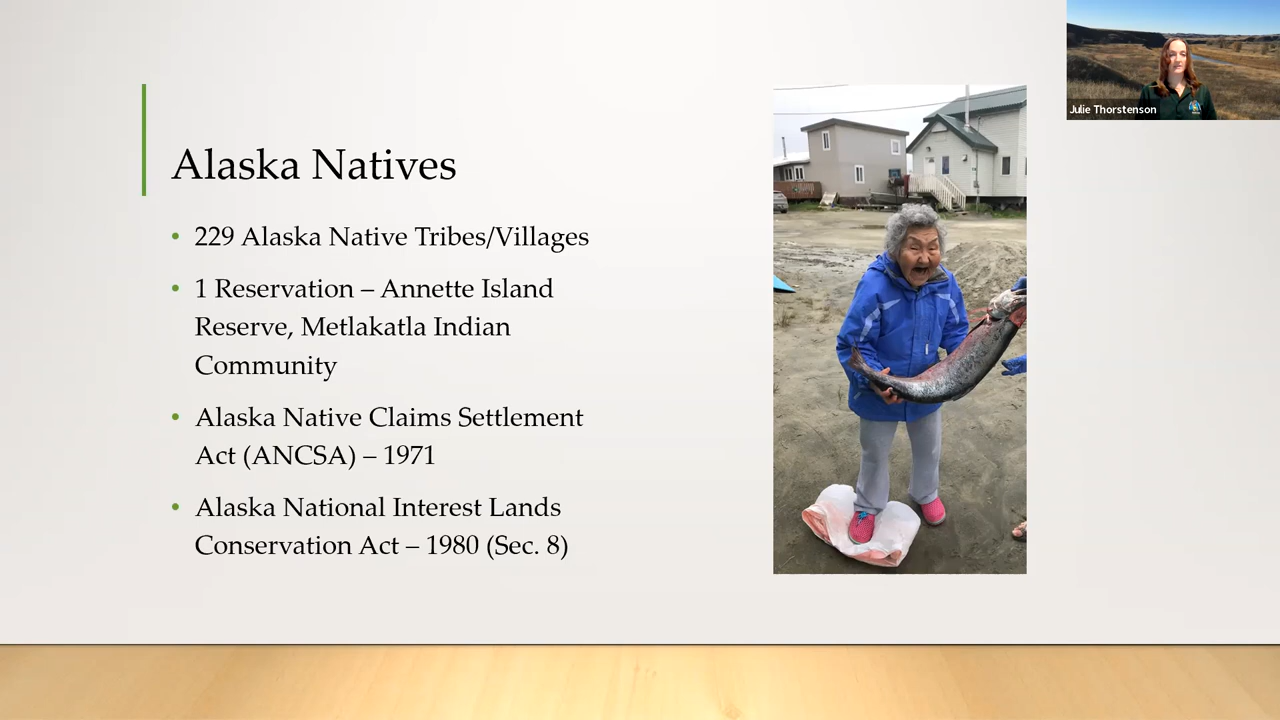 Julie Thorstenson
Alaska Natives
• 229 Alaska Native Tribes/Villages
• 1 Reservation – Annette Island
Reserve, Metlakatla Indian
Community
• Alaska Native Claims Settlement
Act (ANCSA) – 1971
• Alaska National Interest Lands
Conservation Act – 1980 (Sec. 8)